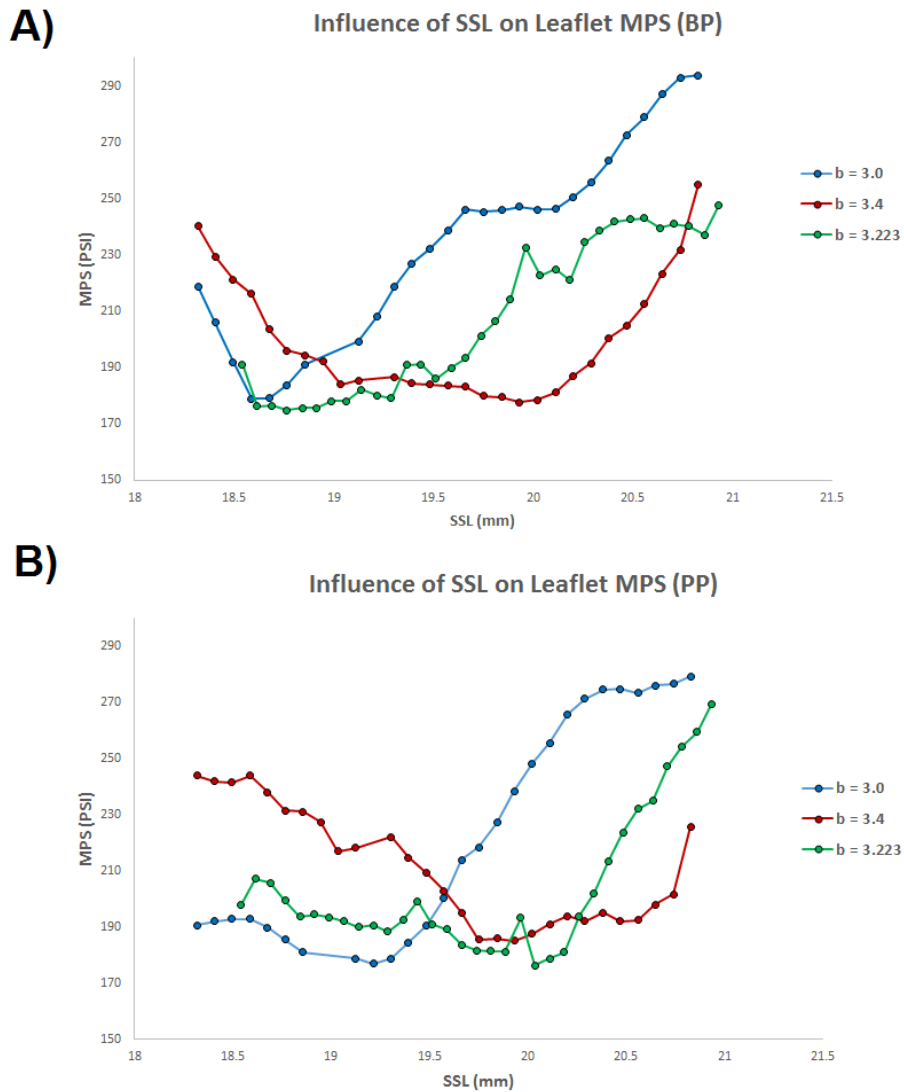 A)
Influence of SSL on Leaflet MPS (BP)
290
270
250
230
210
190
170
150
MPS (PSI)
18 18.5 19 19.5 20 20.5 21 21.5
SSL (mm)
b = 3.0
b = 3.4
b = 3.223
B)
Influence of SSL on Leaflet MPS (PP)
290
270
250
230
210
190
170
150
MPS (PSI)
18 18.5 19 19.5 20 20.5 21 21.5
SSL (mm)
b = 3.0
b = 3.4
b = 3.223